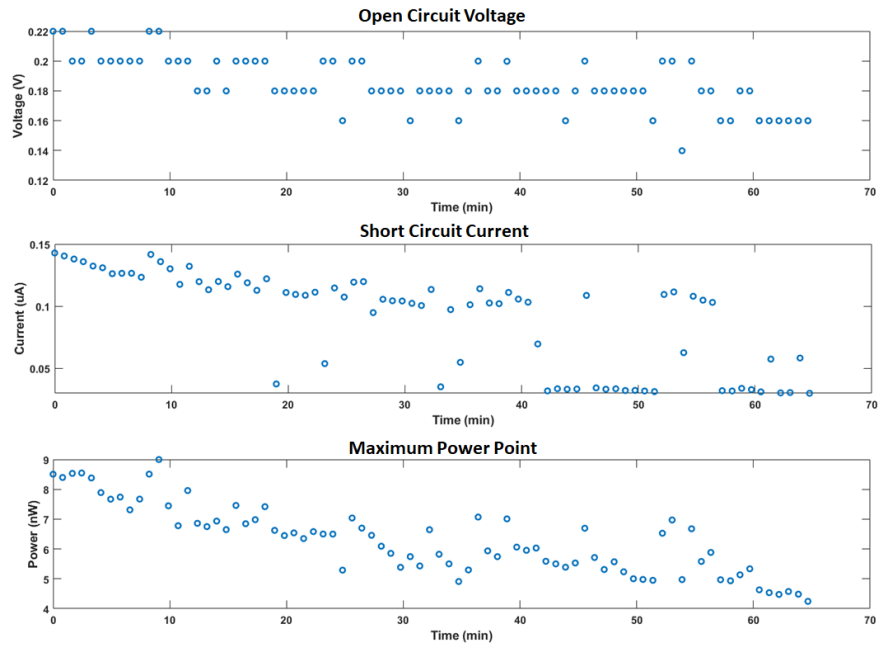 Open Circuit Voltage
0.22
0.2
0.18
0.16
0.14
0.12
Voltage (V)
0 10 20 30 40 50 60 70
Time (min)
Short Circuit Current
0.15
0.1
0.05
Current (uA)
0 10 20 30 40 50 60 70
Time (min)
Maximum Power Point
9
8
7
6
5
4
Power (nW)
0 10 20 30 40 50 60 70
Time (min)